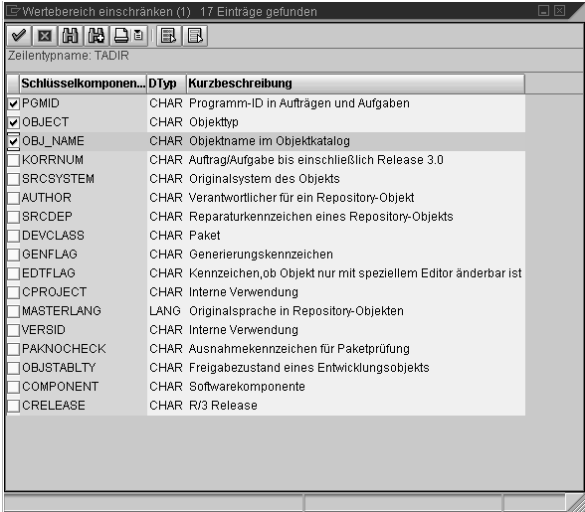 Wertebereich einschränken (1) 17 Einträge gefunden
Zeilentypname: TADIR
Schlüsselkomponen... DTyp Kurzbeschreibung
PGMID CHAR Programm-ID in Aufträgen und Aufgaben
OBJECT CHAR Objekttyp
OBJ_NAME CHAR Objektname im Objektkatalog
KORRNUM CHAR Auftrag/Aufgabe bis einschließlich Release 3.0
SRCSYSTEM CHAR Originalsystem des Objekts
AUTHOR CHAR Verantwortlicher für ein Repository-Objekt
SRCDEP CHAR Reparaturkennzeichen eines Repository-Objekts
DEVCLASS CHAR Paket
GENFLAG CHAR Generierungskennzeichen
EDTFLAG CHAR Kennzeichen,ob Objekt nur mit speziellem Editor änderbar ist
CPROJECT CHAR Interne Verwendung
MASTERLANG LANG Originalsprache in Repository-Objekten
VERSID CHAR Interne Verwendung
PAKNOCHECK CHAR Ausnahmekennzeichen für Paketprüfung
OBJSTABLTY CHAR Freigabezustand eines Entwicklungsobjekts
COMPONENT CHAR Softwarekomponente
CRELEASE CHAR R/3 Release